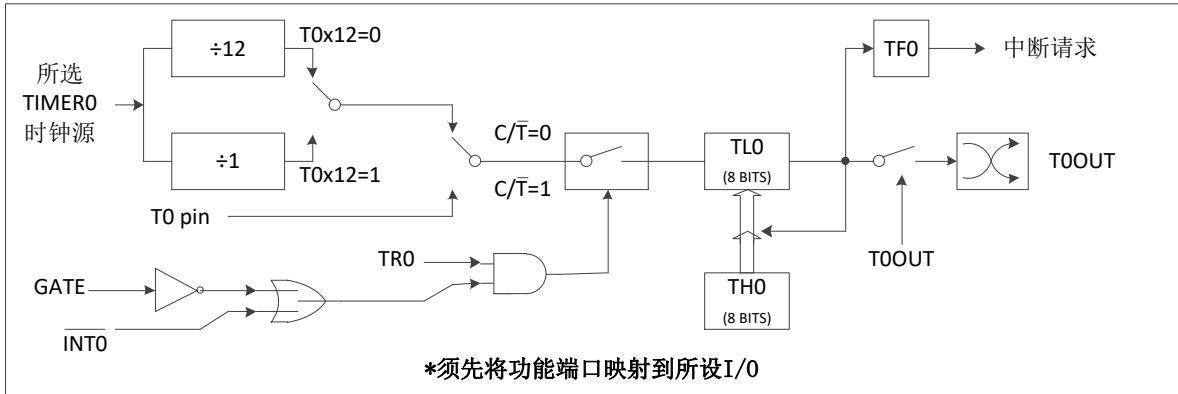 ÷12
T0x12=0
所选
TIMER0
时钟源
÷1
T0x12=1
T0 pin
C/T̅=0
C/T̅=1
TL0
(8 BITS)
TF0
中断请求
T0OUT
T0OUT
TR0
TH0
(8 BITS)
GATE
I̅N̅T̅0̅
*须先将功能端口映射到所设I/0